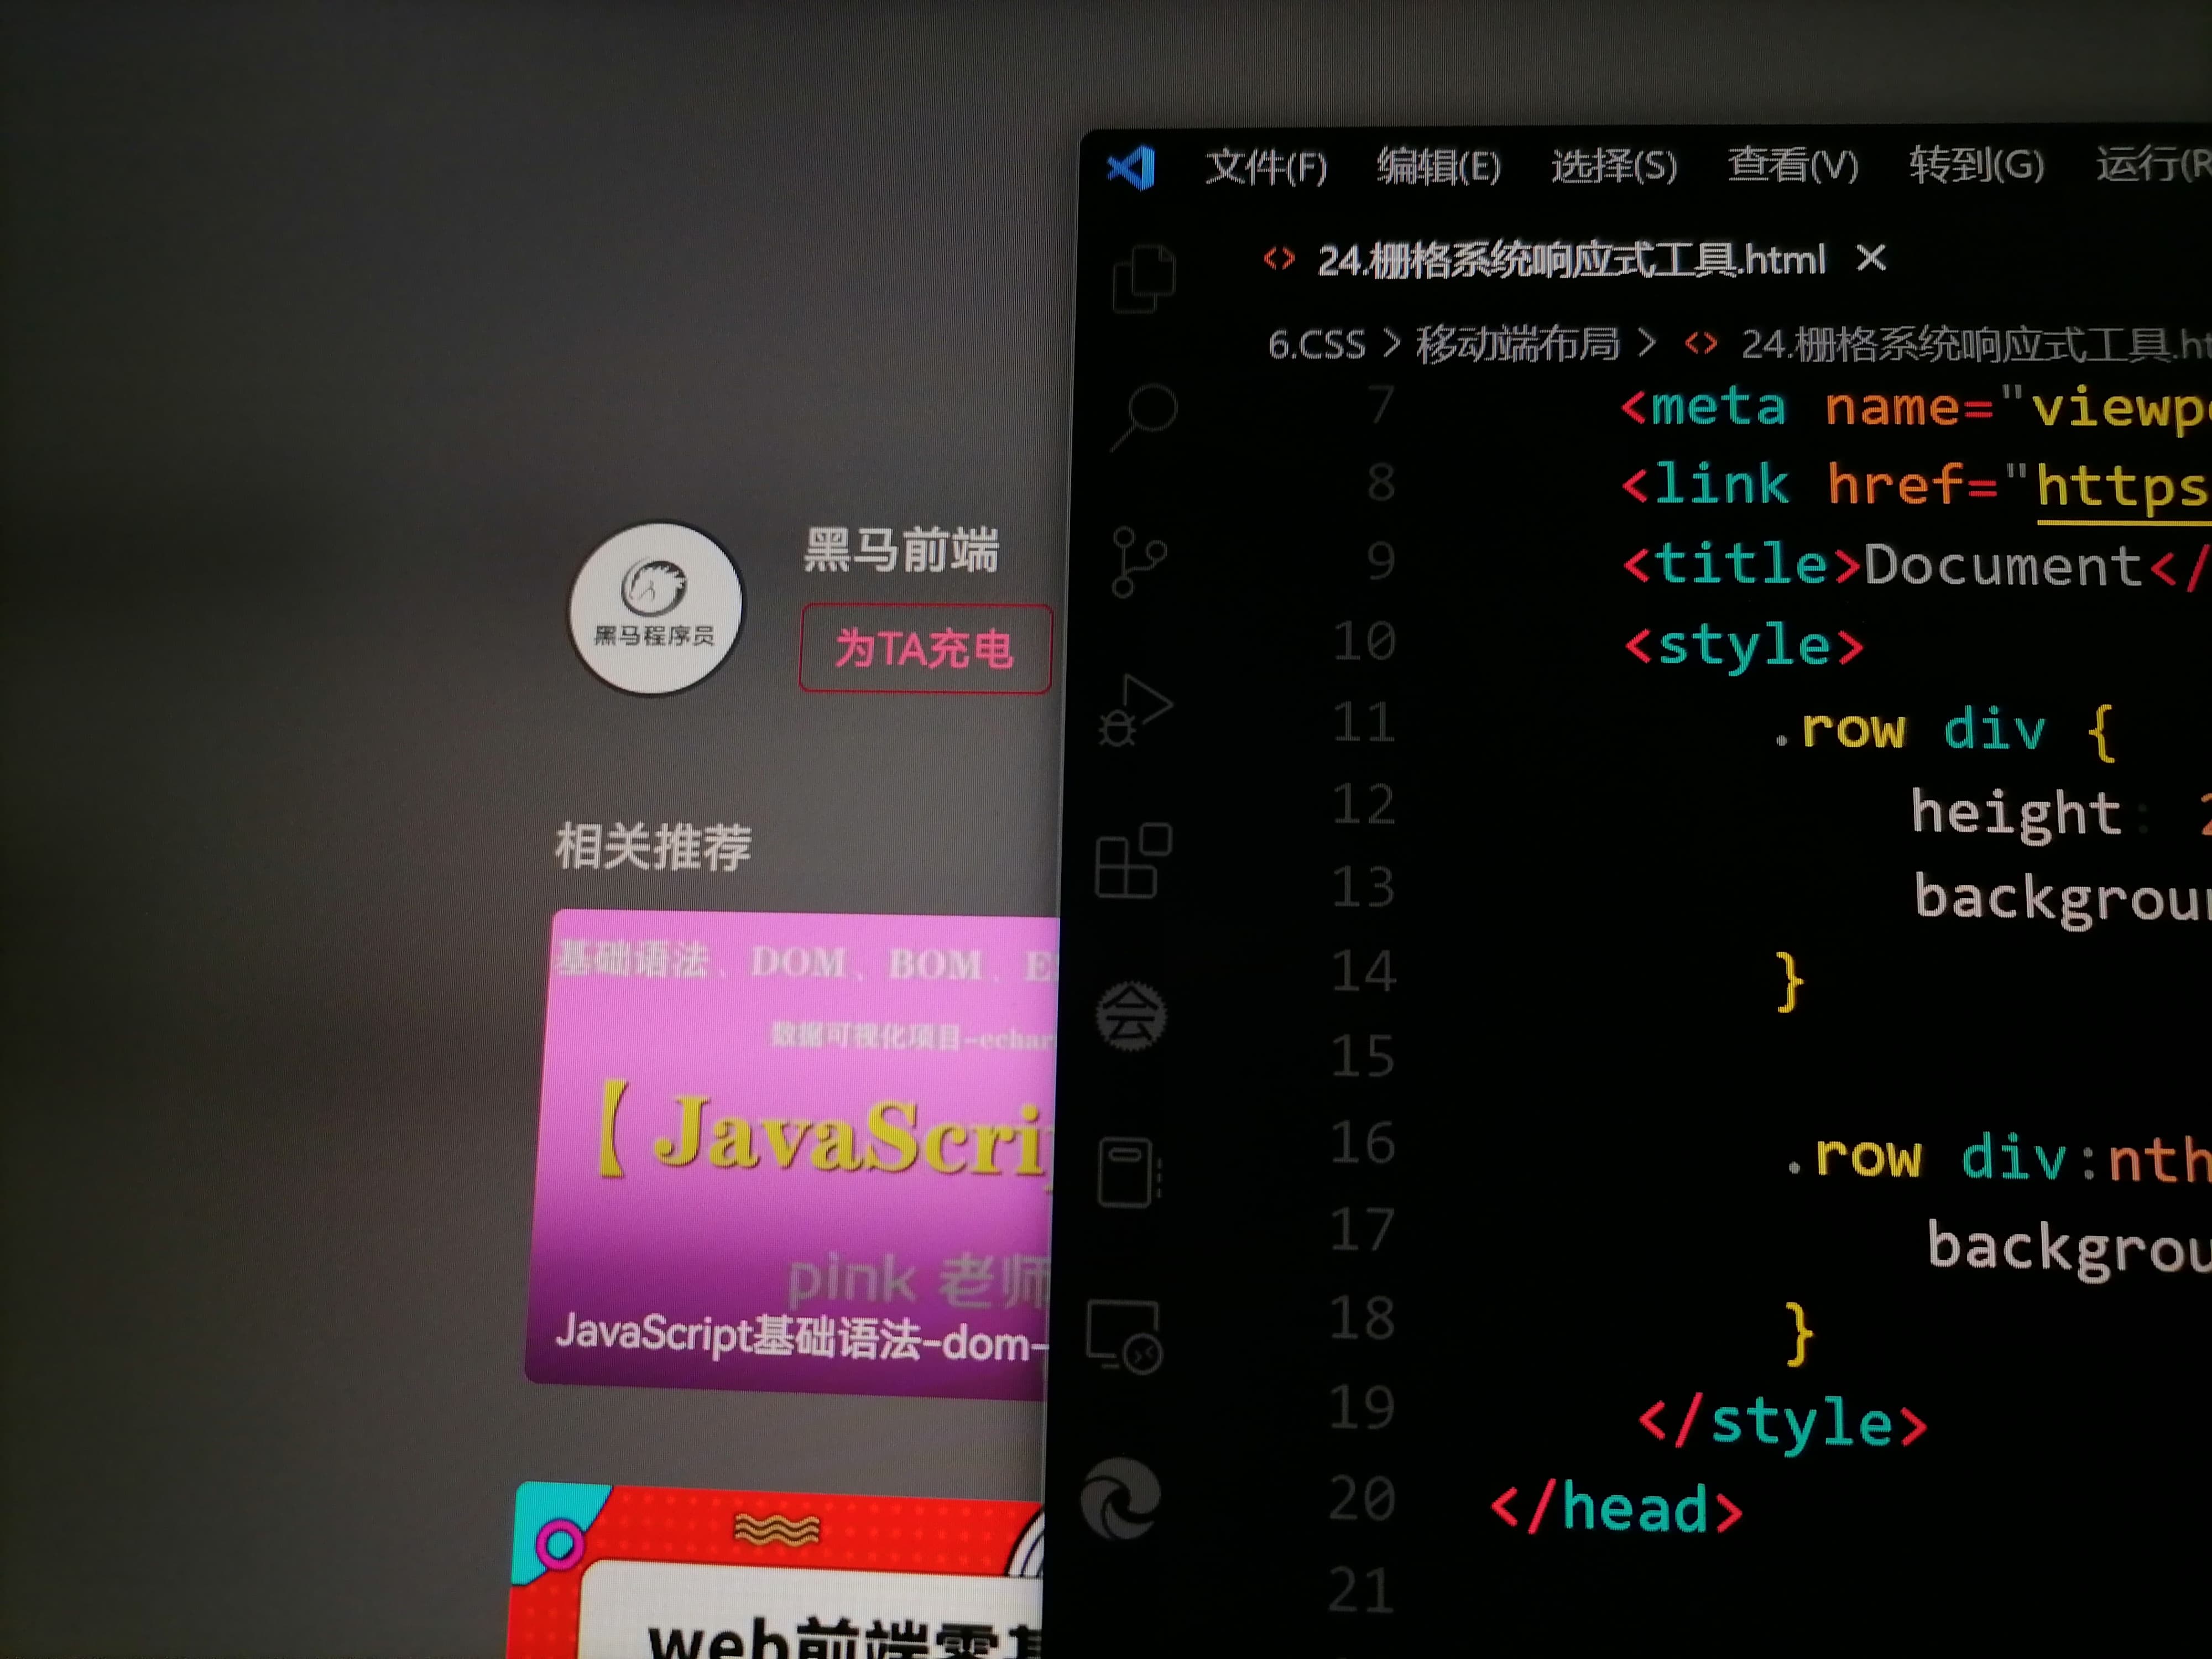 黑马程序员
黑马前端
为TA充电
相关推荐
基础语法、DOM、BOM、E
数据可视化项目-echar
【JavaScri
pink 老师
JavaScript基础语法-dom-
web前端零基
文件(F) 编辑(E) 选择(S) 查看(V) 转到(G) 运行(R
24.栅格系统响应式工具.html
6.CSS > 移动端布局 > 24.栅格系统响应式工具.ht
7 <meta name="viewp
8 <link href="https
9 <title>Document</
10 <style>
11 .row div {
12 height: 2
13 backgrou
14 }
15
16 .row div:nth
17 backgrou
18 }
19 </style>
20 </head>
21
会